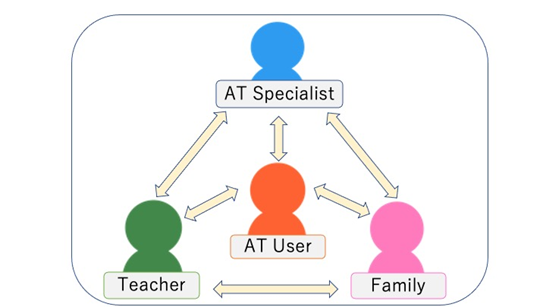 AT Specialist
AT User
Teacher
Family